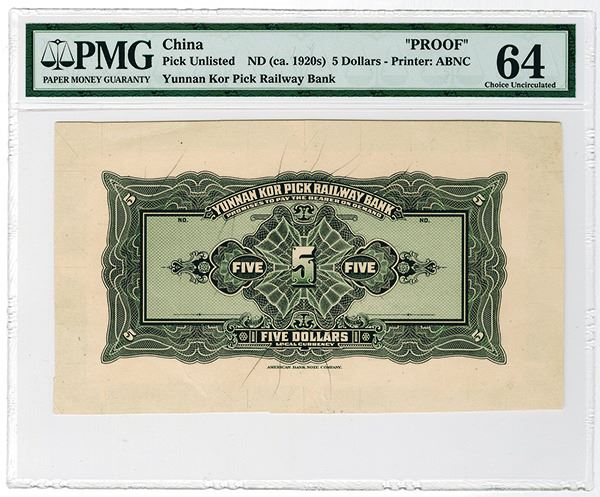 PMG
PAPER MONEY GUARANTY
China "PROOF"
Pick Unlisted ND (ca. 1920s) 5 Dollars - Printer: ABNC
Yunnan Kor Pick Railway Bank
64
Choice Uncirculated
YUNNAN KOR PICK RAILWAY BANK
PROMISES TO PAY THE BEARER ON DEMAND
5 5
NO. NO.
FIVE 5 FIVE
5 5
FIVE DOLLARS
LOCAL CURRENCY
AMERICAN BANK NOTE COMPANY.